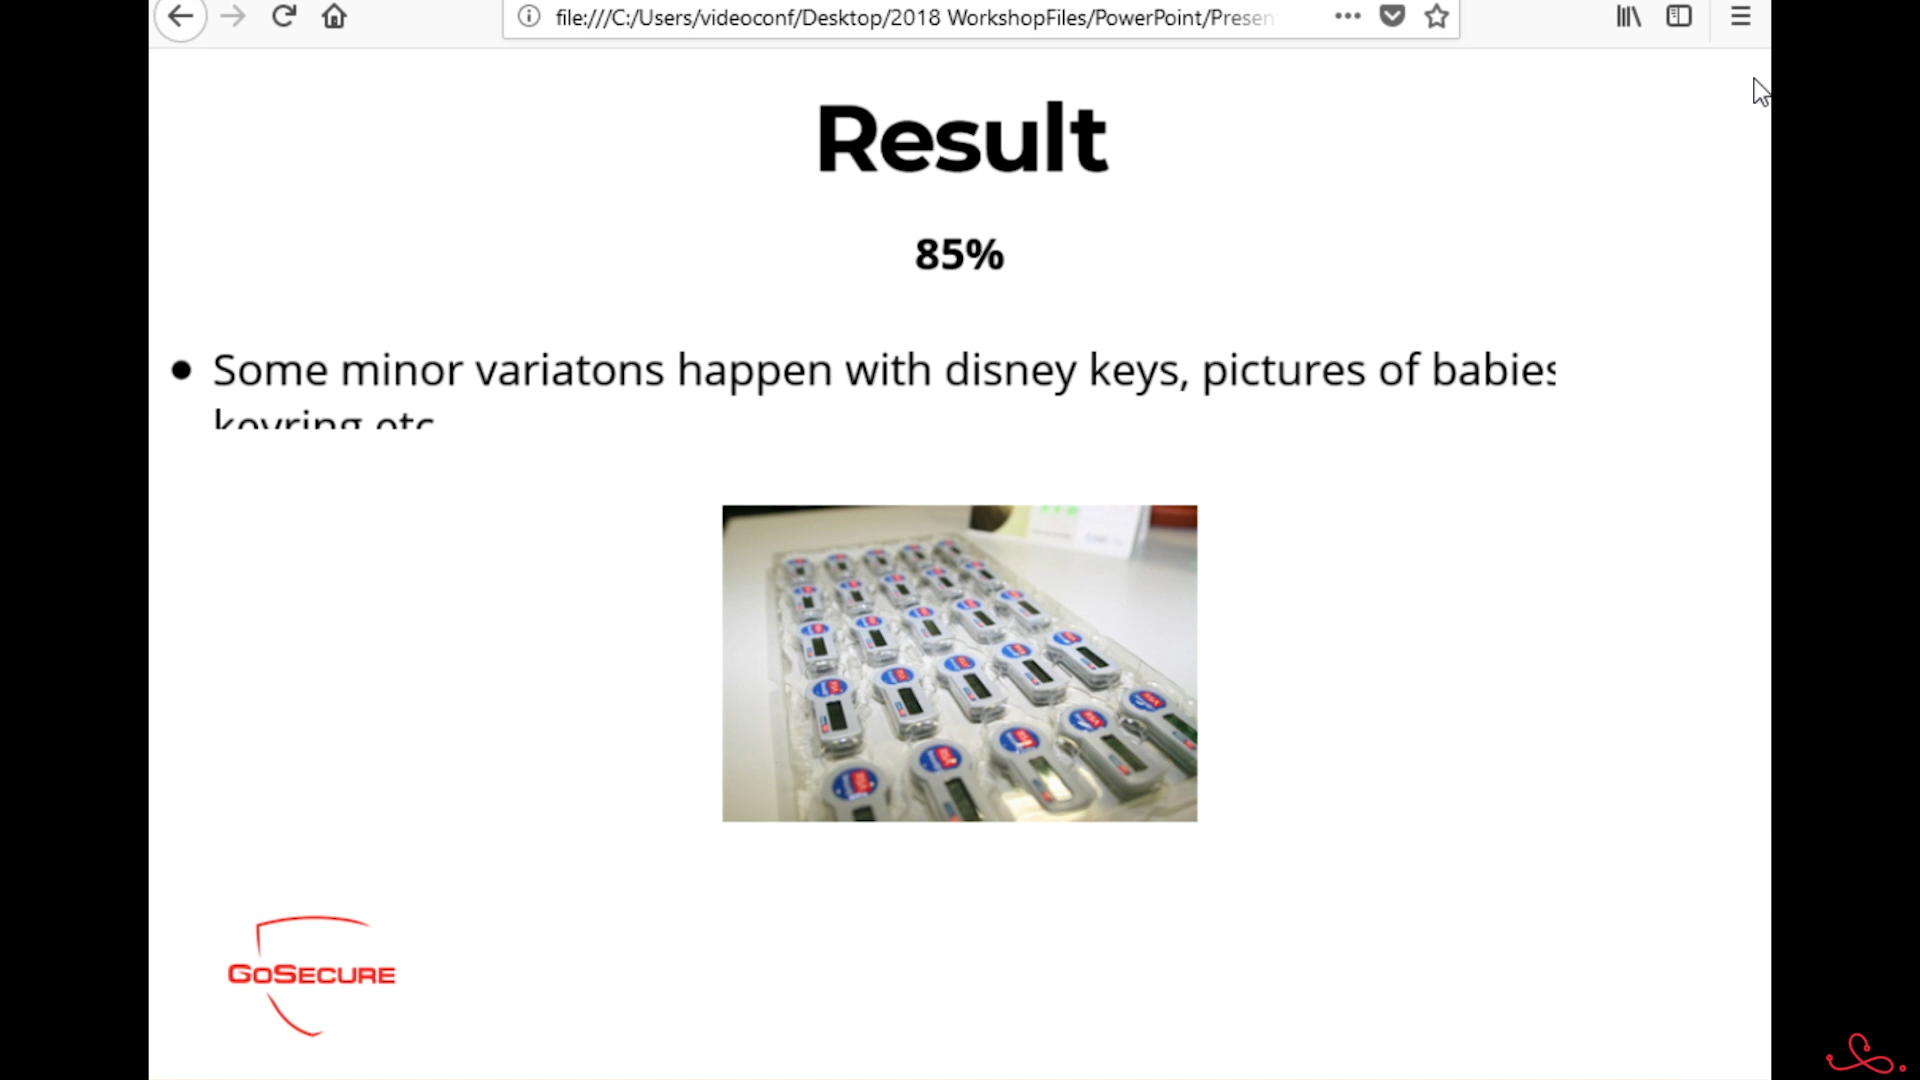 file:///C:/Users/videoconf/Desktop/2018 WorkshopFiles/PowerPoint/Presen
Result
85%
• Some minor variatons happen with disney keys, pictures of babies
keyring etc
GoSecure